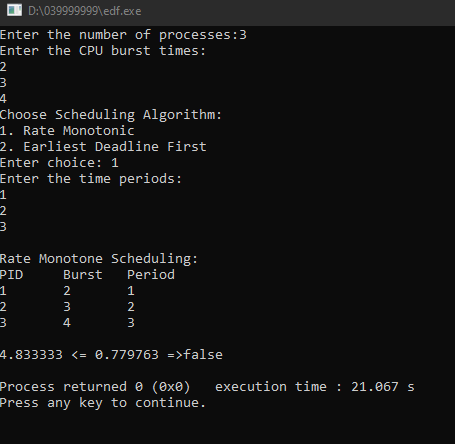 D:\039999999\edf.exe
Enter the number of processes:3
Enter the CPU burst times:
2
3
4
Choose Scheduling Algorithm:
1. Rate Monotonic
2. Earliest Deadline First
Enter choice: 1
Enter the time periods:
1
2
3
Rate Monotone Scheduling:
PID     Burst   Period
1       2       1
2       3       2
3       4       3
4.833333 <= 0.779763 =>false
Process returned 0 (0x0)   execution time : 21.067 s
Press any key to continue.